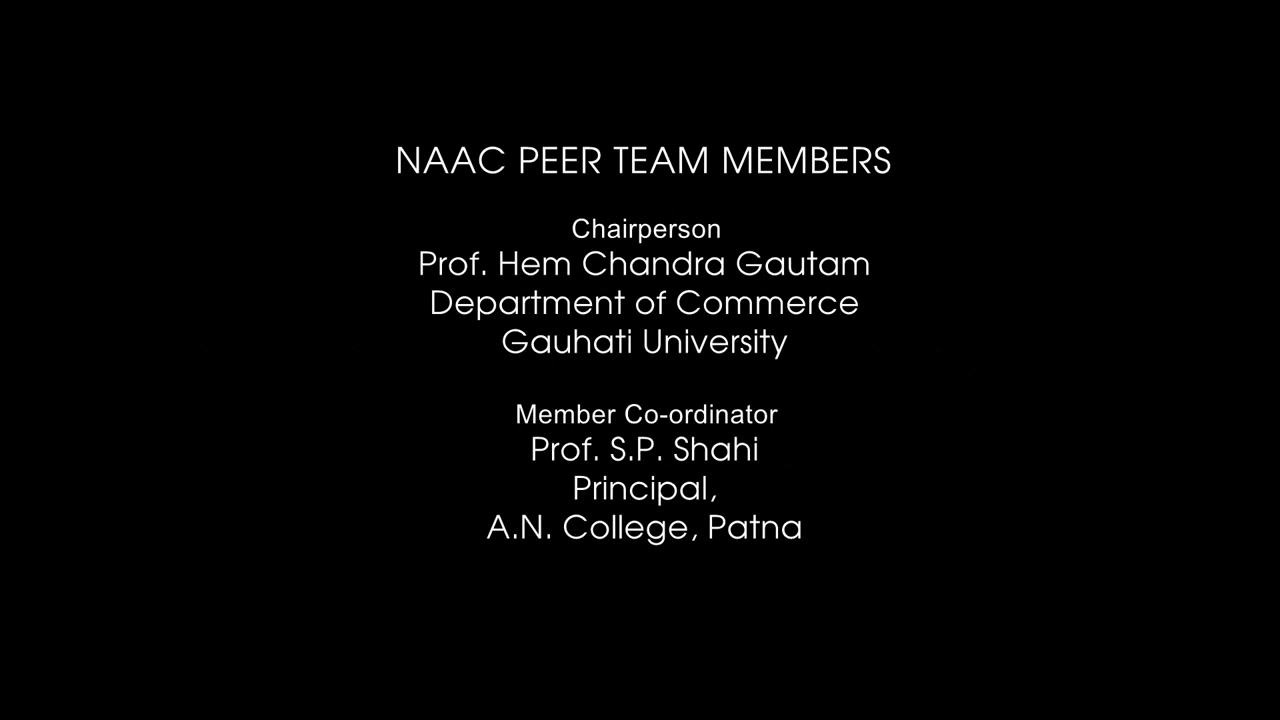 NAAC PEER TEAM MEMBERS
Chairperson
Prof. Hem Chandra Gautam
Department of Commerce
Gauhati University
Member Co-ordinator
Prof. S.P. Shahi
Principal,
A.N. College, Patna